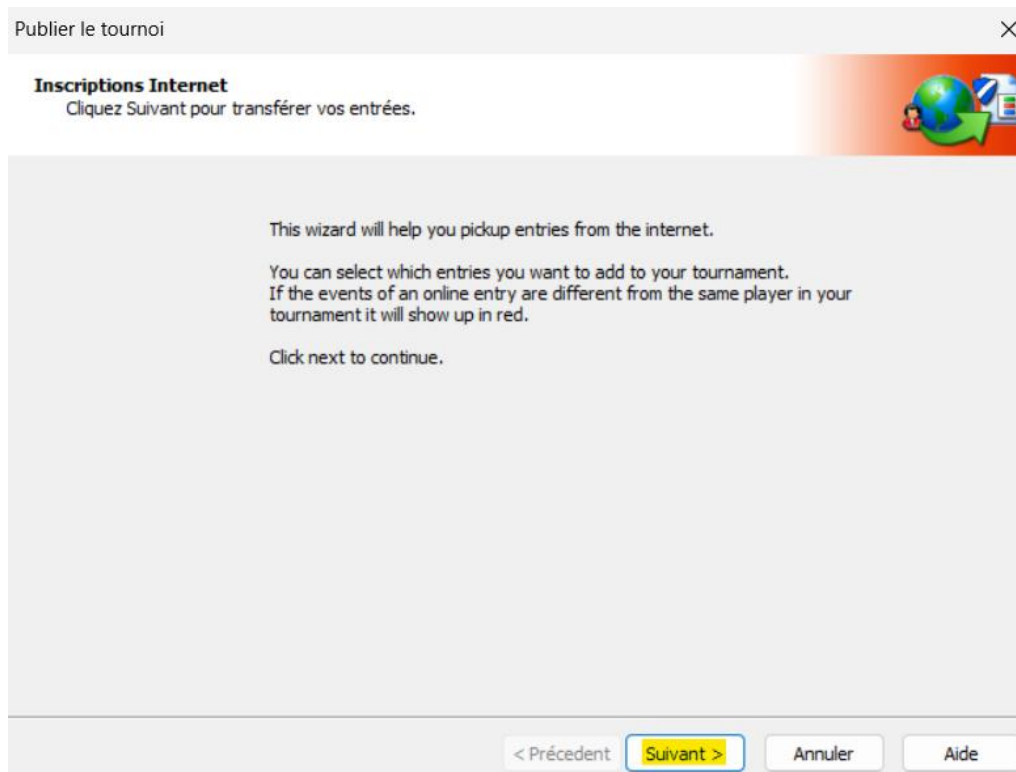 Publier le tournoi
Inscriptions Internet
Cliquez Suivant pour transférer vos entrées.
This wizard will help you pickup entries from the internet.
You can select which entries you want to add to your tournament.
If the events of an online entry are different from the same player in your
tournament it will show up in red.
Click next to continue.
< Précedent Suivant > Annuler Aide